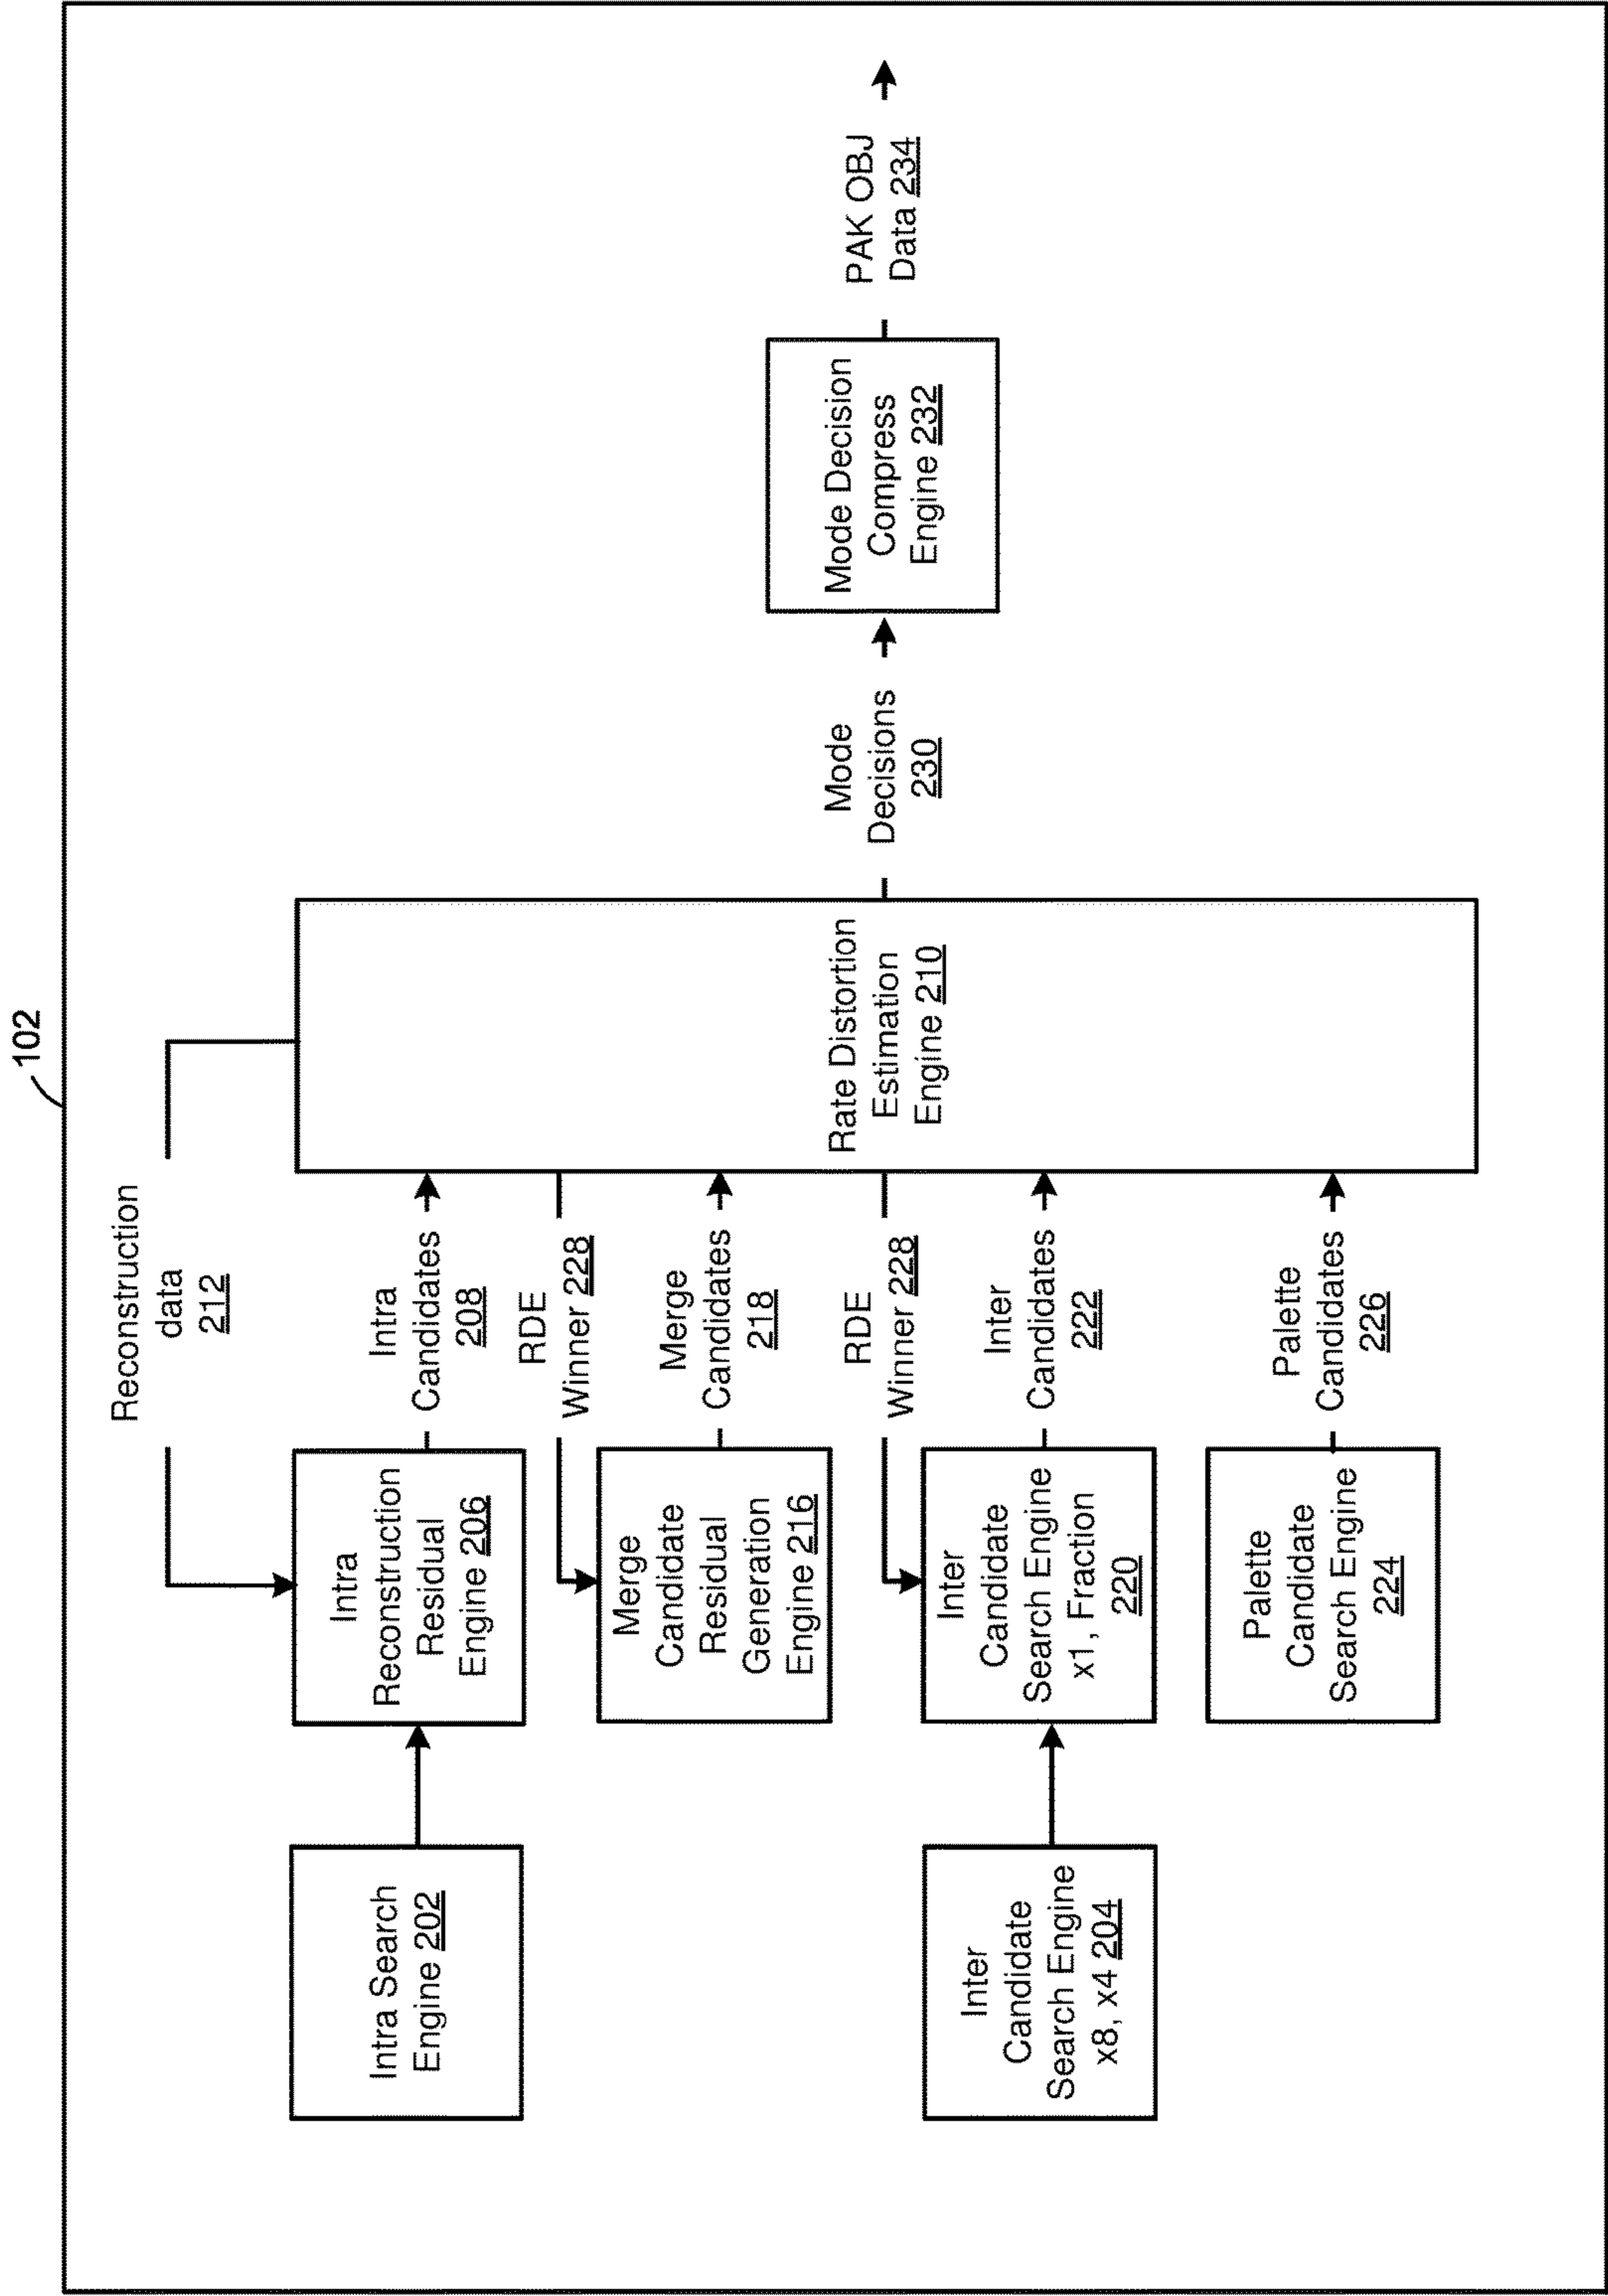 102
Reconstruction
data
212
Intra Search
Engine 202
Intra
Reconstruction
Residual
Engine 206
Intra
Candidates
208
RDE
Winner 228
Merge
Candidate
Residual
Generation
Engine 216
Merge
Candidates
218
RDE
Winner 228
Inter
Candidate
Search Engine
x8, x4 204
Inter
Candidate
Search Engine
x1, Fraction
220
Inter
Candidates
222
Palette
Candidate
Search Engine
224
Palette
Candidates
226
Rate Distortion
Estimation
Engine 210
Mode
Decisions
230
Mode Decision
Compress
Engine 232
PAK OBJ
Data 234